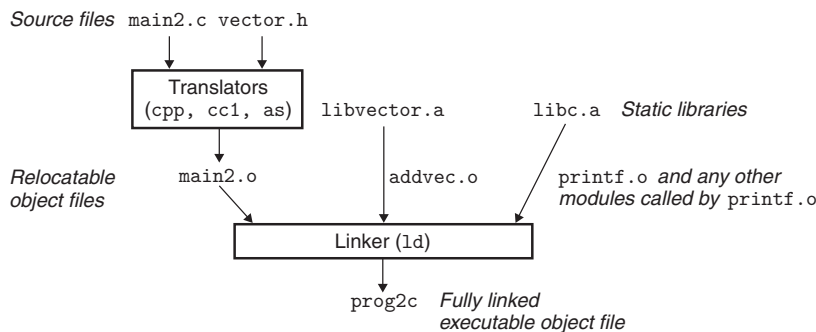 Source files main2.c vector.h
Translators
(cpp, cc1, as)
libvector.a
libc.a Static libraries
Relocatable
object files
main2.o
addvec.o
printf.o and any other
modules called by printf.o
Linker (ld)
prog2c
Fully linked
executable object file